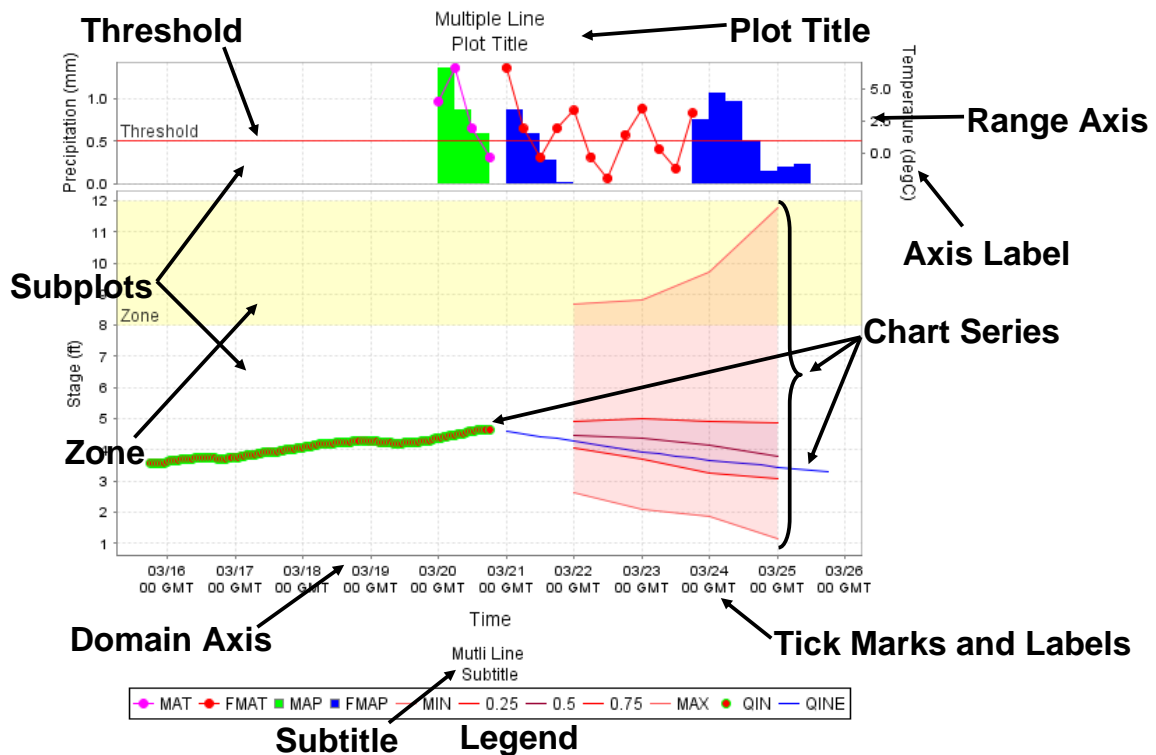 Threshold
Multiple Line
Plot Title
Plot Title
Precipitation (mm)
1.0
0.5
0.0
Threshold
5.0
2.5
0.0
Temperature (degC)
Range Axis
Axis Label
Subplots
Stage (ft)
12
11
10
8
7
6
5
3
2
1
Zone
Zone
Chart Series
03/16
00 GMT
03/17
00 GMT
03/18
00 GMT
03/19
00 GMT
03/20
00 GMT
03/21
00 GMT
03/22
00 GMT
03/23
00 GMT
03/24
00 GMT
03/25
00 GMT
03/26
00 GMT
Time
Domain Axis
Tick Marks and Labels
Mutli Line
Subtitle
MAT FMAT MAP FMAP MIN 0.25 0.5 0.75 MAX QIN QINE
Subtitle
Legend